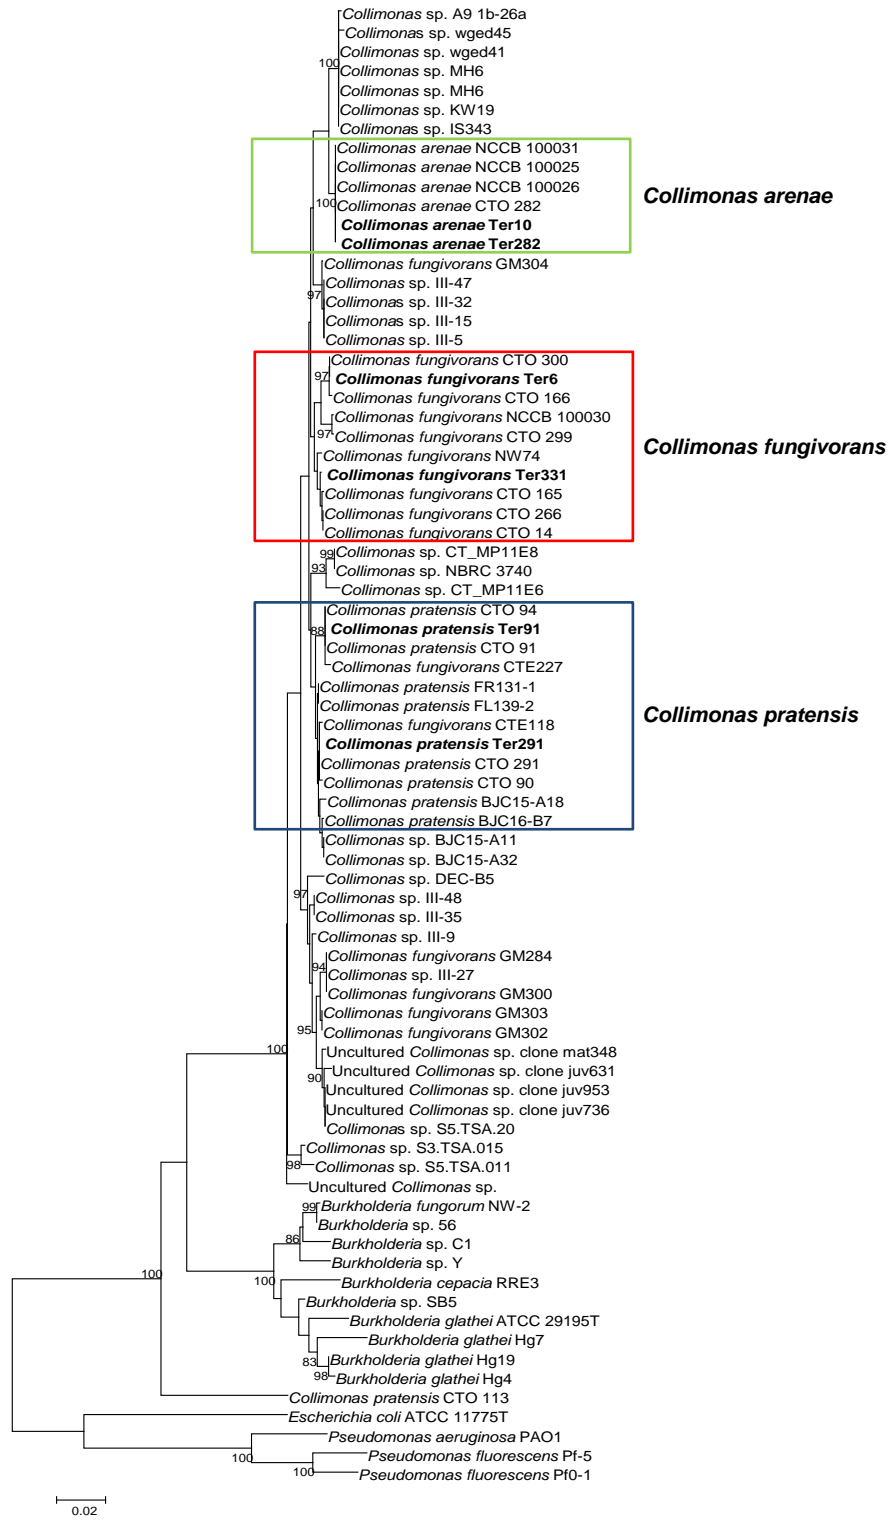 Collimonas sp. A9 1b-26a
Collimonas sp. wged45
Collimonas sp. wged41
100
Collimonas sp. MH6
Collimonas sp. MH6
Collimonas sp. KW19
Collimonas sp. IS343
Collimonas arenae NCCB 100031
Collimonas arenae NCCB 100025
Collimonas arenae NCCB 100026
Collimonas arenae
100
Collimonas arenae CTO 282
Collimonas arenae Ter10
Collimonas arenae Ter282
Collimonas fungivorans GM304
Collimonas sp. III-47
97
Collimonas sp. III-32
Collimonas sp. III-15
Collimonas sp. III-5
Collimonas fungivorans CTO 300
97
Collimonas fungivorans Ter6
Collimonas fungivorans CTO 166
Collimonas fungivorans NCCB 100030
97
Collimonas fungivorans CTO 299
Collimonas fungivorans
Collimonas fungivorans NW74
Collimonas fungivorans Ter331
Collimonas fungivorans CTO 165
Collimonas fungivorans CTO 266
Collimonas fungivorans CTO 14
99
Collimonas sp. CT_MP11E8
93
Collimonas sp. NBRC 3740
Collimonas sp. CT_MP11E6
Collimonas pratensis CTO 94
88
Collimonas pratensis Ter91
Collimonas pratensis CTO 91
Collimonas fungivorans CTE227
Collimonas pratensis FR131-1
Collimonas pratensis FL139-2
Collimonas pratensis
Collimonas fungivorans CTE118
Collimonas pratensis Ter291
Collimonas pratensis CTO 291
Collimonas pratensis CTO 90
Collimonas pratensis BJC15-A18
Collimonas pratensis BJC16-B7
Collimonas sp. BJC15-A11
Collimonas sp. BJC15-A32
Collimonas sp. DEC-B5
97
Collimonas sp. III-48
Collimonas sp. III-35
Collimonas sp. III-9
Collimonas fungivorans GM284
94
Collimonas sp. III-27
Collimonas fungivorans GM300
Collimonas fungivorans GM303
95
Collimonas fungivorans GM302
100
Uncultured Collimonas sp. clone mat348
Uncultured Collimonas sp. clone juv631
90
Uncultured Collimonas sp. clone juv953
Uncultured Collimonas sp. clone juv736
Collimonas sp. S5.TSA.20
Collimonas sp. S3.TSA.015
98
Collimonas sp. S5.TSA.011
Uncultured Collimonas sp.
99
Burkholderia fungorum NW-2
Burkholderia sp. 56
86
Burkholderia sp. C1
Burkholderia sp. Y
100
100
Burkholderia cepacia RRE3
Burkholderia sp. SB5
Burkholderia glathei ATCC 29195T
Burkholderia glathei Hg7
83
Burkholderia glathei Hg19
98
Burkholderia glathei Hg4
Collimonas pratensis CTO 113
Escherichia coli ATCC 11775T
Pseudomonas aeruginosa PAO1
100
Pseudomonas fluorescens Pf-5
100
Pseudomonas fluorescens Pf0-1
0.02